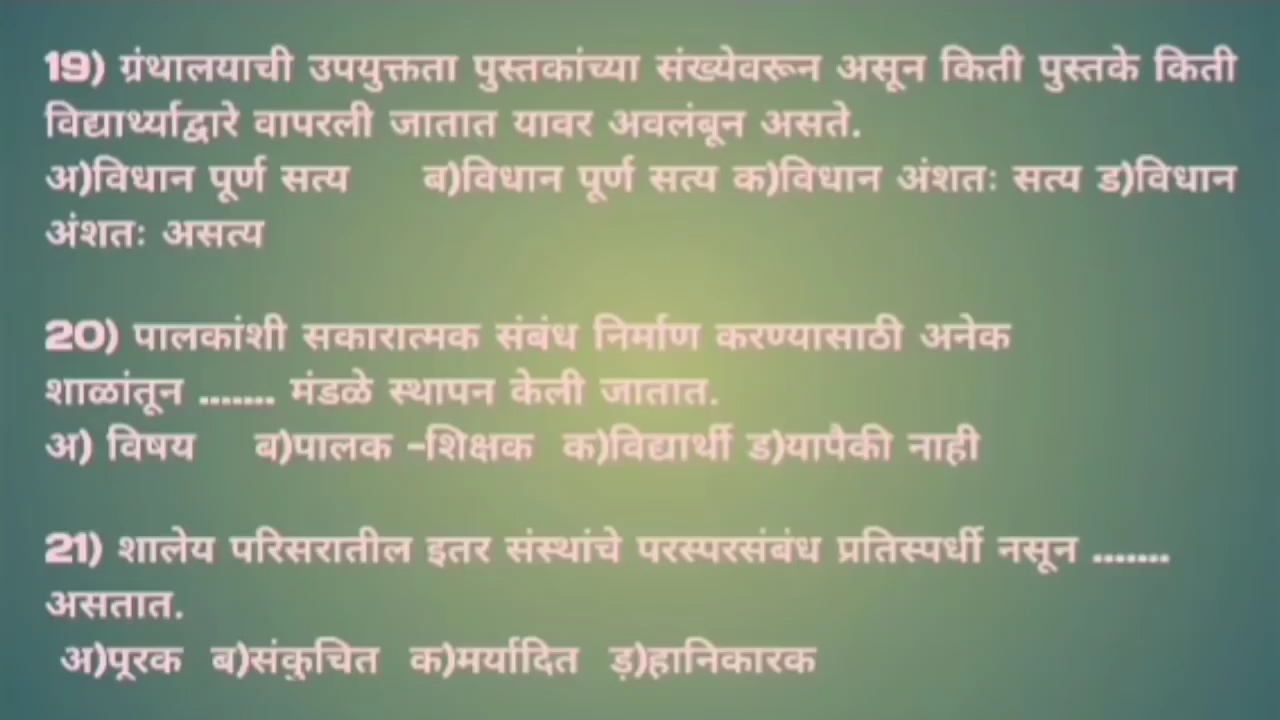 19) ग्रंथालयाची उपयुक्तता पुस्तकांच्या संख्येवरून असून किती पुस्तके किती
विद्यार्थ्यांद्वारे वापरली जातात यावर अवलंबून असते.
अ)विधान पूर्ण सत्य ब)विधान पूर्ण सत्य क)विधान अंशतः सत्य ड)विधान
अंशतः असत्य
20) पालकांशी सकारात्मक संबंध निर्माण करण्यासाठी अनेक
शाळांतून ....... मंडळे स्थापन केली जातात.
अ) विषय ब)पालक -शिक्षक क)विद्यार्थी ड)यापैकी नाही
21) शालेय परिसरातील इतर संस्थांचे परस्परसंबंध प्रतिस्पर्धी नसून .......
असतात.
अ)पूरक ब)संकुचित क)मर्यादित ड़)हानिकारक